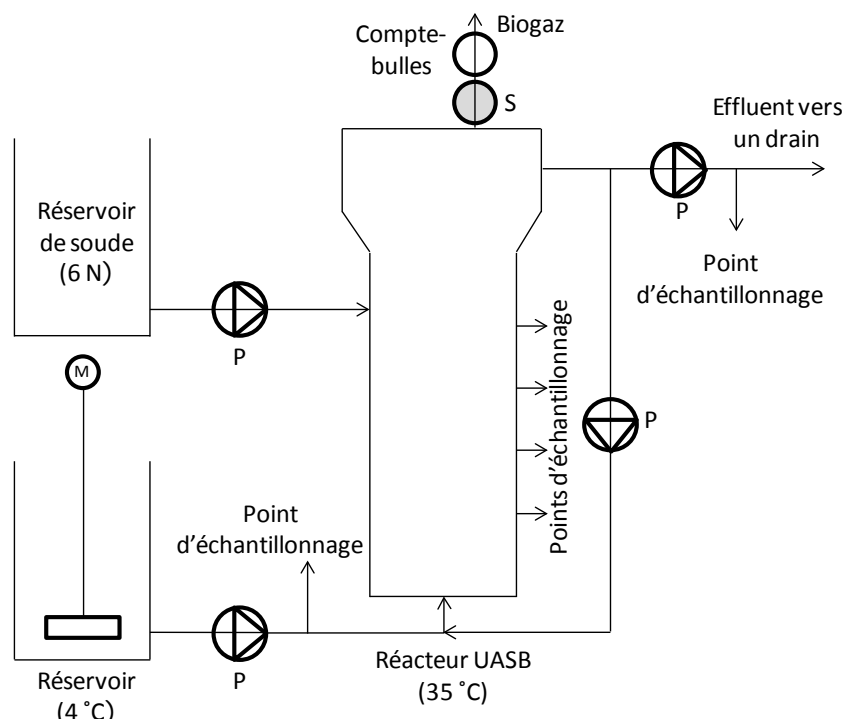 Compte-
bulles
Biogaz
S
Effluent vers
un drain
P
Point
d'échantillonnage
Réservoir
de soude
(6 N)
P
M
Points d'échantillonnage
P
Point
d'échantillonnage
P
Réservoir
(4 °C)
Réacteur UASB
(35 °C)